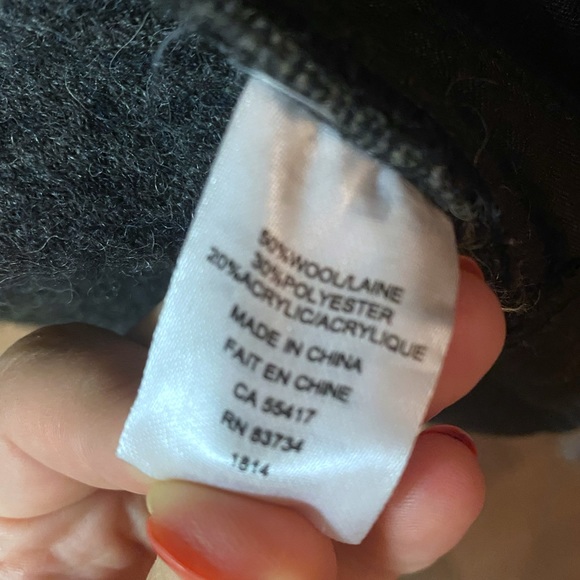 50%WOOL/LAINE
30%POLYESTER
20%ACRYLIC/ACRYLIQUE
MADE IN CHINA
FAIT EN CHINE
CA 55417
RN 83734
1814